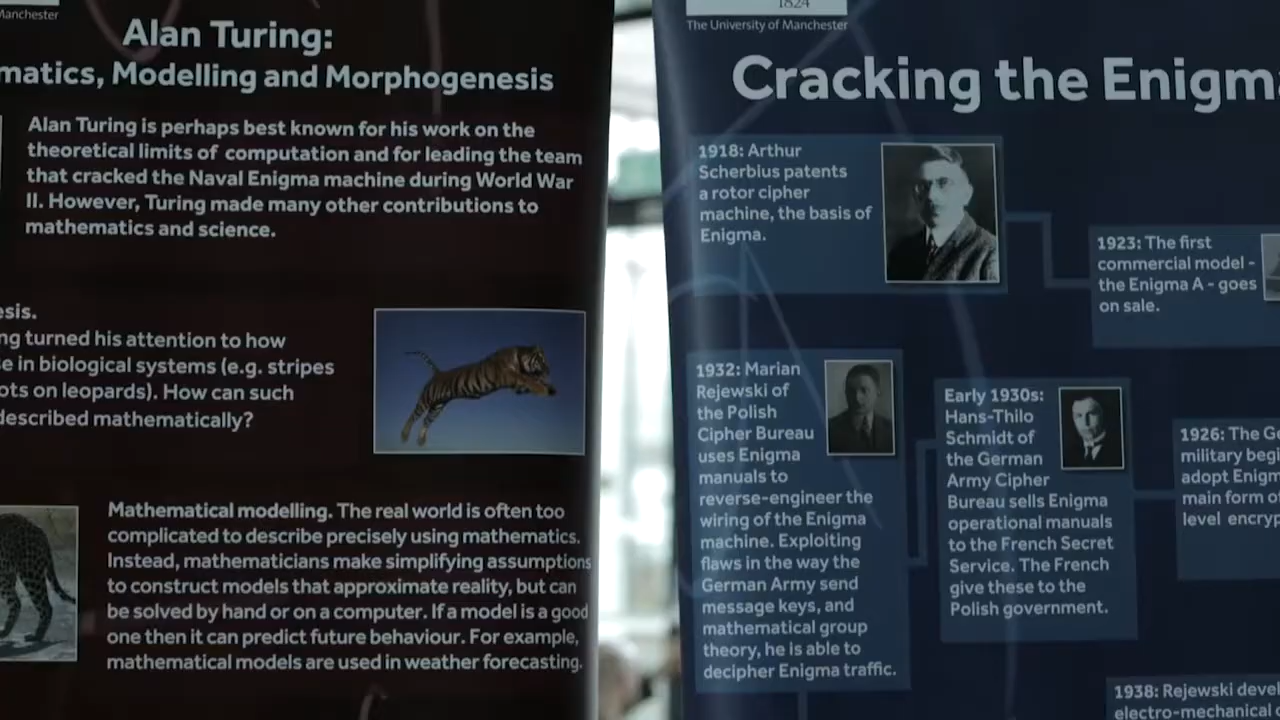 Manchester
Alan Turing:
matics, Modelling and Morphogenesis
Alan Turing is perhaps best known for his work on the
theoretical limits of computation and for leading the team
that cracked the Naval Enigma machine during World War
II. However, Turing made many other contributions to
mathematics and science.
esis.
ng turned his attention to how
se in biological systems (e.g. stripes
ots on leopards). How can such
described mathematically?
Mathematical modelling. The real world is often too
complicated to describe precisely using mathematics.
Instead, mathematicians make simplifying assumptions
to construct models that approximate reality, but can
be solved by hand or on a computer. If a model is a good
one then it can predict future behaviour. For example,
mathematical models are used in weather forecasting.
1824
The University of Manchester
Cracking the Enigma
1918: Arthur
Scherbius patents
a rotor cipher
machine, the basis of
Enigma.
1923: The first
commercial model -
the Enigma A - goes
on sale.
1932: Marian
Rejewski of
the Polish
Cipher Bureau
uses Enigma
manuals to
reverse-engineer the
wiring of the Enigma
machine. Exploiting
flaws in the way the
German Army send
message keys, and
mathematical group
theory, he is able to
decipher Enigma traffic.
Early 1930s:
Hans-Thilo
Schmidt of
the German
Army Cipher
Bureau sells Enigma
operational manuals
to the French Secret
Service. The French
give these to the
Polish government.
1926: The Ge
military begi
adopt Enigm
main form of
level encryp
1938: Rejewski devel
electro-mechanical